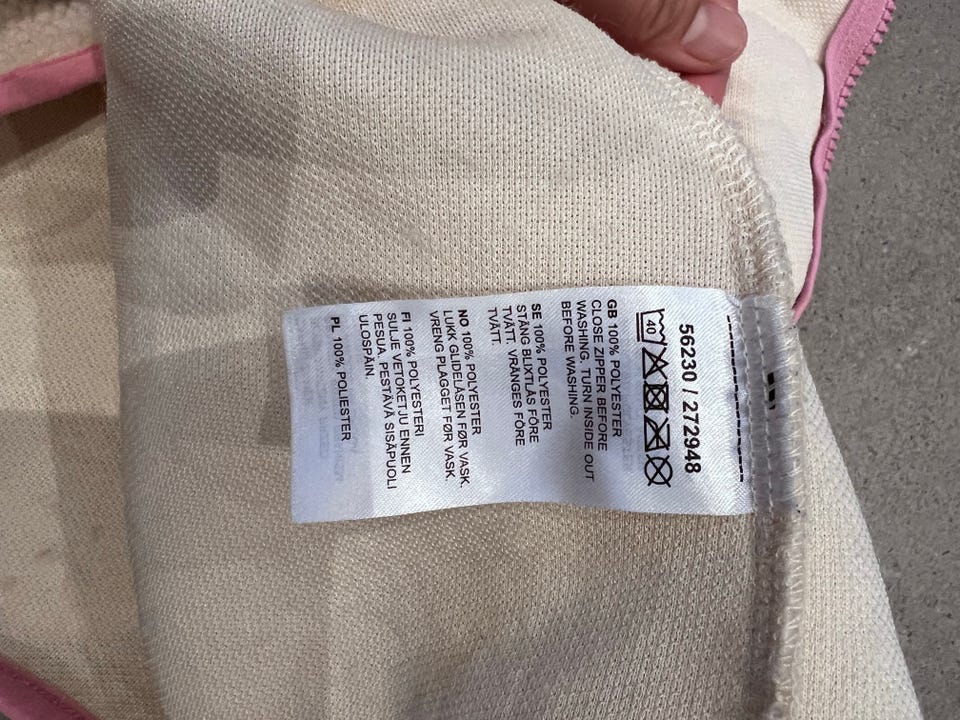 56230 / 272948
40
GB 100% POLYESTER
CLOSE ZIPPER BEFORE
WASHING. TURN INSIDE OUT
BEFORE WASHING.
SE 100% POLYESTER
STÄNG BLIXTLÅS FÖRE
TVÄTT. VRÄNGES FÖRE
TVÄTT.
NO 100% POLYESTER
LUKK GLIDELÅSEN FØR VASK.
VRENG PLAGGET FØR VASK.
FI 100% POLYESTERI
SULJE VETOKETJU ENNEN
PESUA. PESTÄVÄ SISÄPUOLI
ULOSPÄIN.
PL 100% POLIESTER